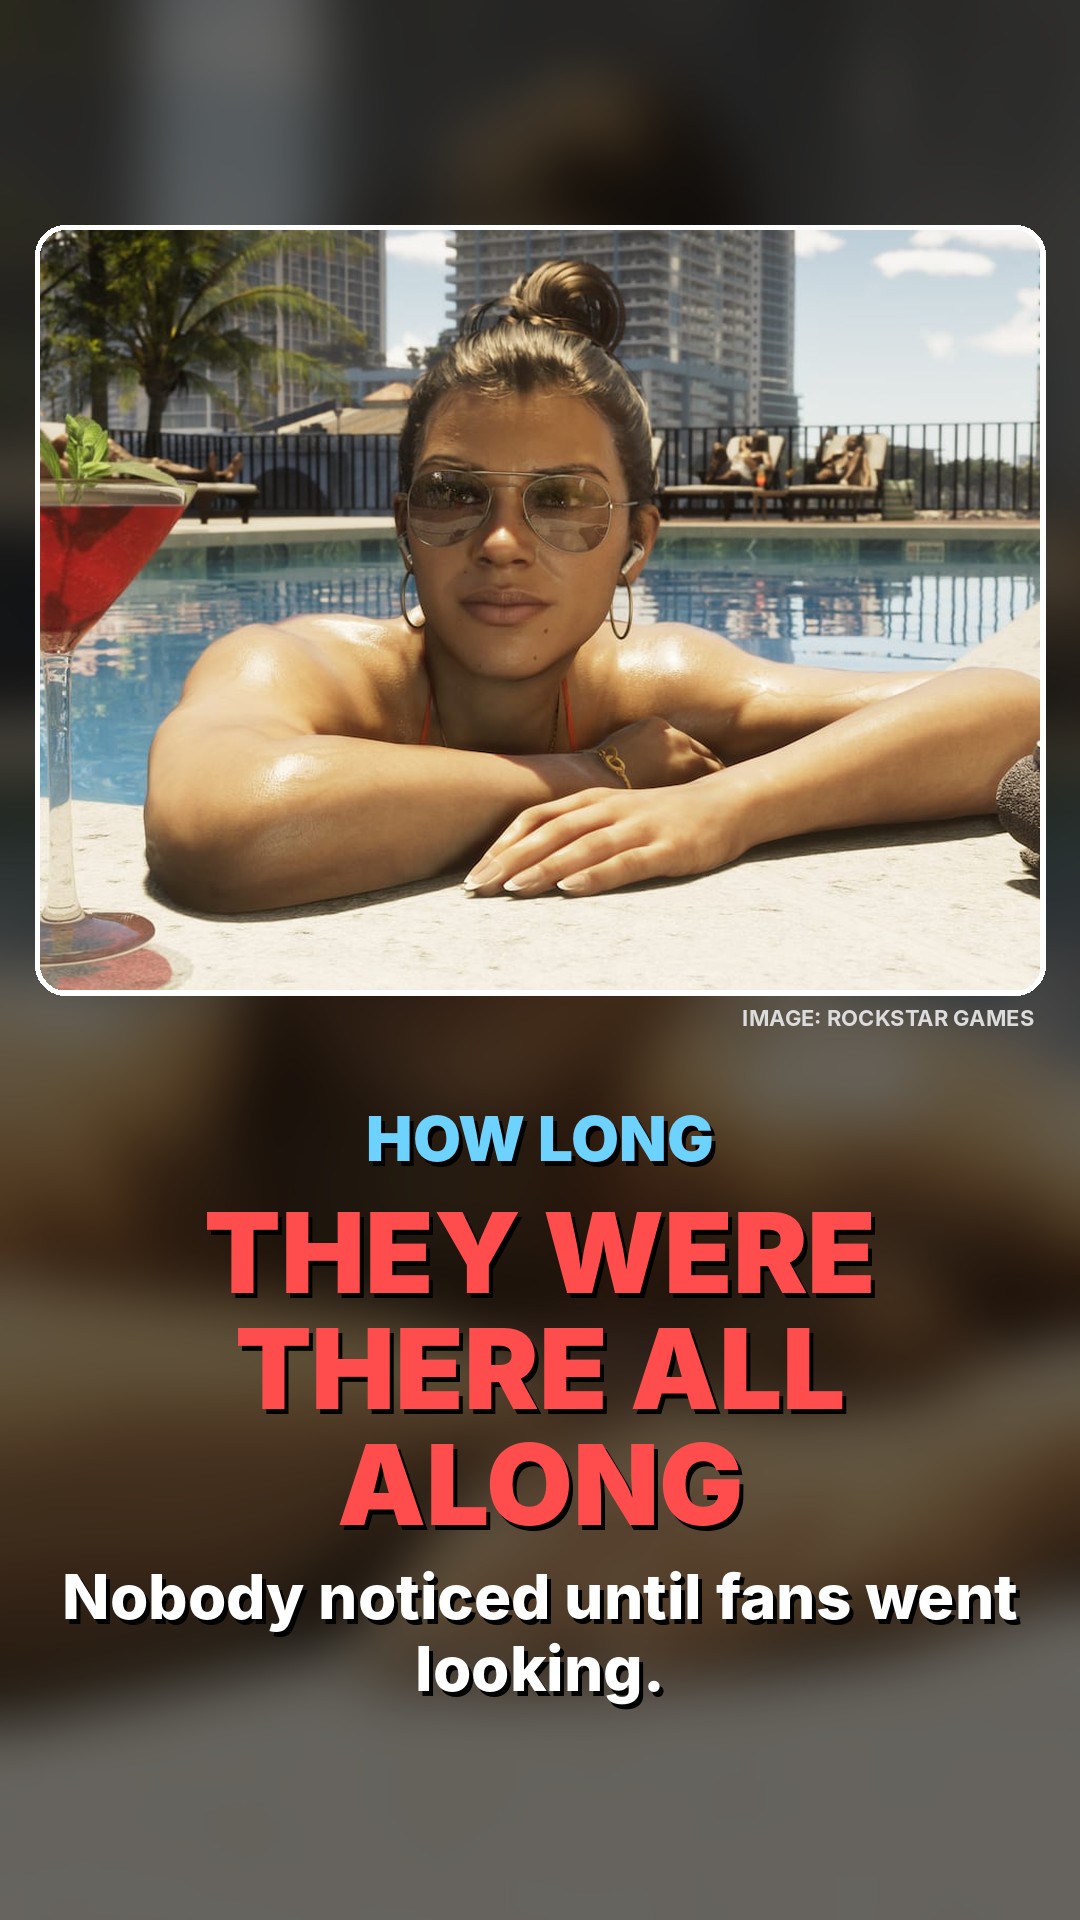 IMAGE: ROCKSTAR GAMES
HOW LONG
THEY WERE
THERE ALL
ALONG
Nobody noticed until fans went
looking.